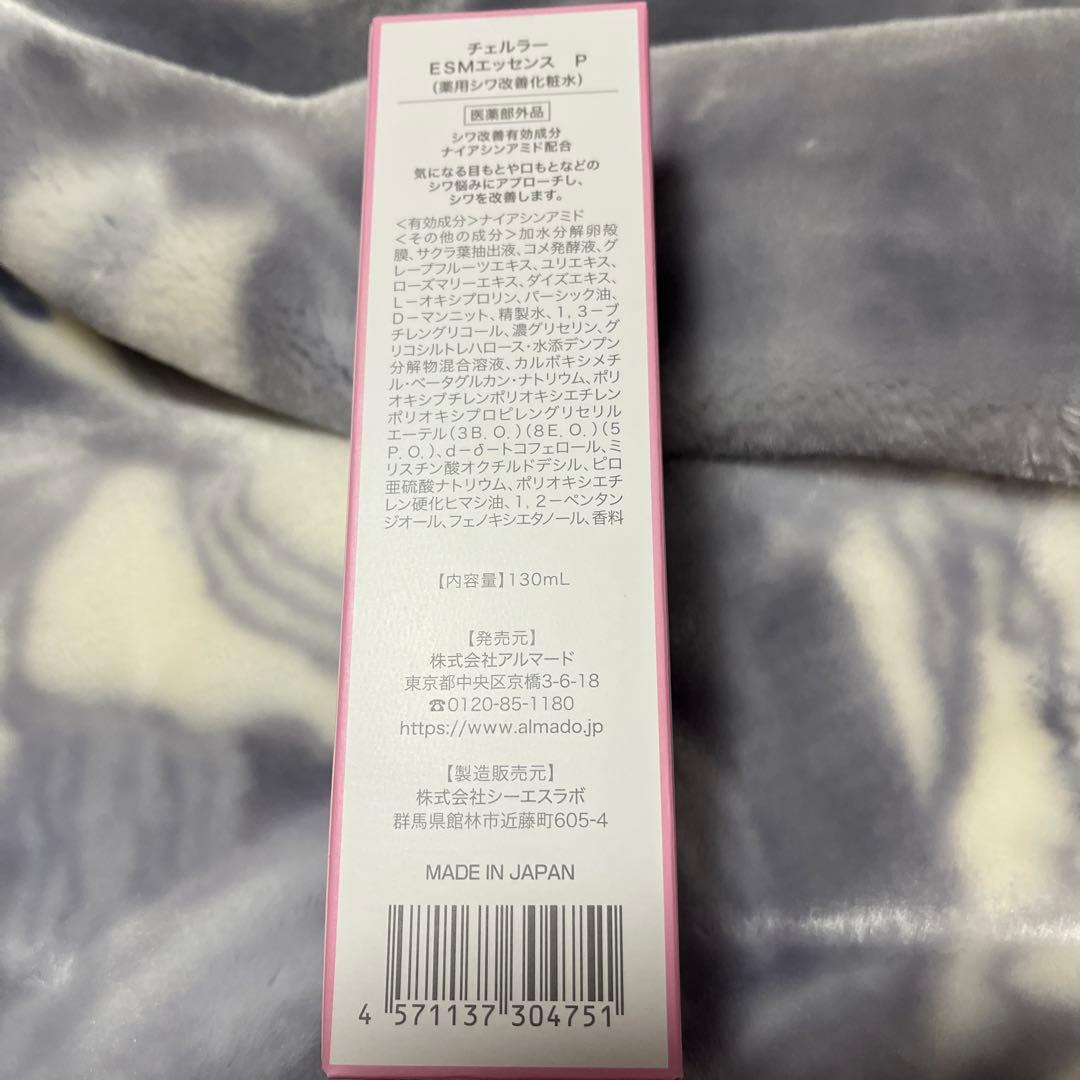 チェルラー
ESMエッセンス P
(薬用シワ改善化粧水)
医薬部外品
シワ改善有効成分
ナイアシンアミド配合
気になる目もとや口もとなどの
シワ悩みにアプローチし、
シワを改善します。
<有効成分>ナイアシンアミド
<その他の成分>加水分解卵殻
膜、サクラ葉抽出液、コメ発酵液、グ
レープフルーツエキス、ユリエキス、
ローズマリーエキス、ダイズエキス、
L-オキシプロリン、パーシック油、
D-マンニット、精製水、1,3-ブ
チレングリコール、濃グリセリン、グ
リコシルトレハロース・水添デンプン
分解物混合溶液、カルボキシメチ
ル・ベータグルカン・ナトリウム、ポリ
オキシブチレンポリオキシエチレン
ポリオキシプロピレングリセリル
エーテル(3B.O.)(8E.O.)(5
P.O.)、d-δ-トコフェロール、ミ
リスチン酸オクチルドデシル、ピロ
亜硫酸ナトリウム、ポリオキシエチ
レン硬化ヒマシ油、1,2-ペンタン
ジオール、フェノキシエタノール、香料
【内容量】130mL
【発売元】
株式会社アルマード
東京都中央区京橋3-6-18
☎0120-85-1180
https://www.almado.jp
【製造販売元】
株式会社シーエスラボ
群馬県館林市近藤町605-4
MADE IN JAPAN
4 571137 304751